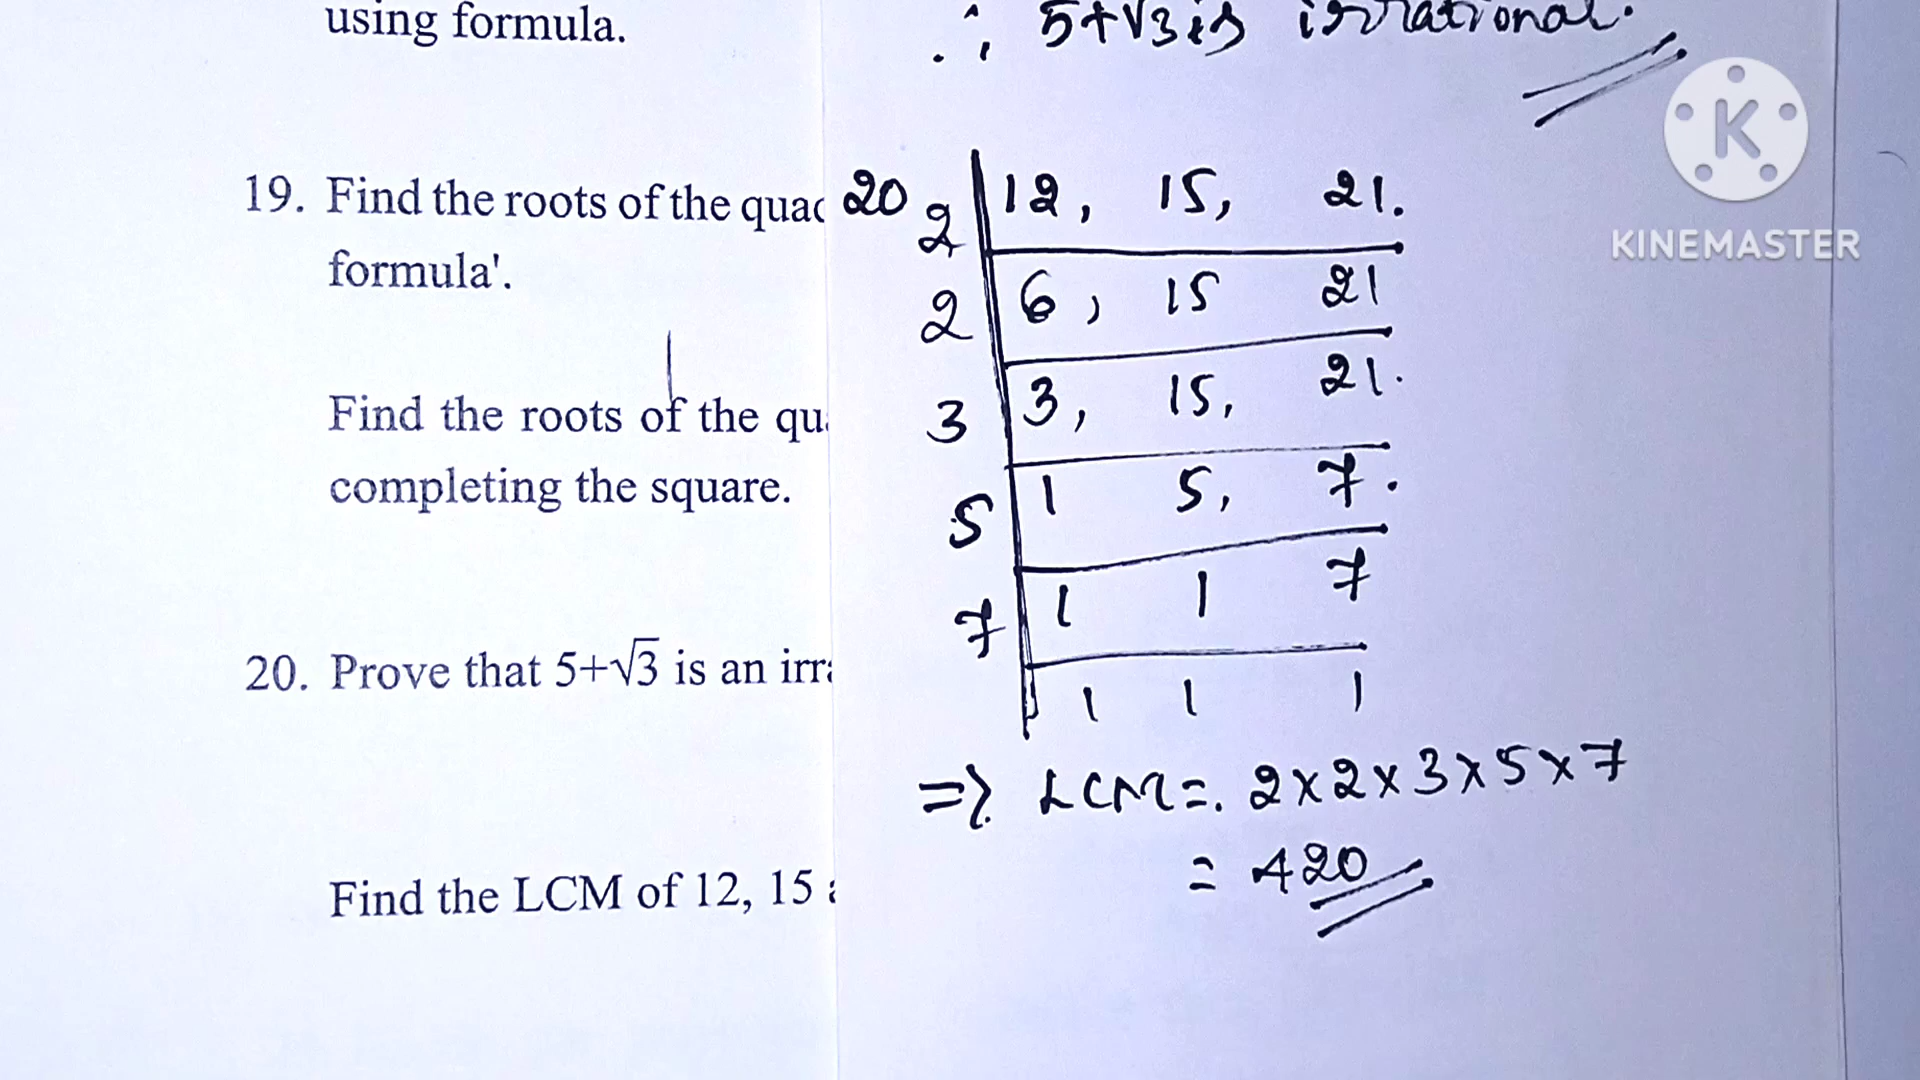 using formula.
19. Find the roots of the
formula'.
Find the roots of the
completing the square.
20. Prove that 5+√3 is an
Find the LCM of 12, 15
∴ 5+√3 is irrational.
20
2 | 12, 15, 21.
2 | 6, 15 21
3 | 3, 15, 21.
5 | 1 5, 7.
7 | 1 1 7
1 1 1
=> LCM = 2×2×3×5×7
= 420
K
KINEMASTER